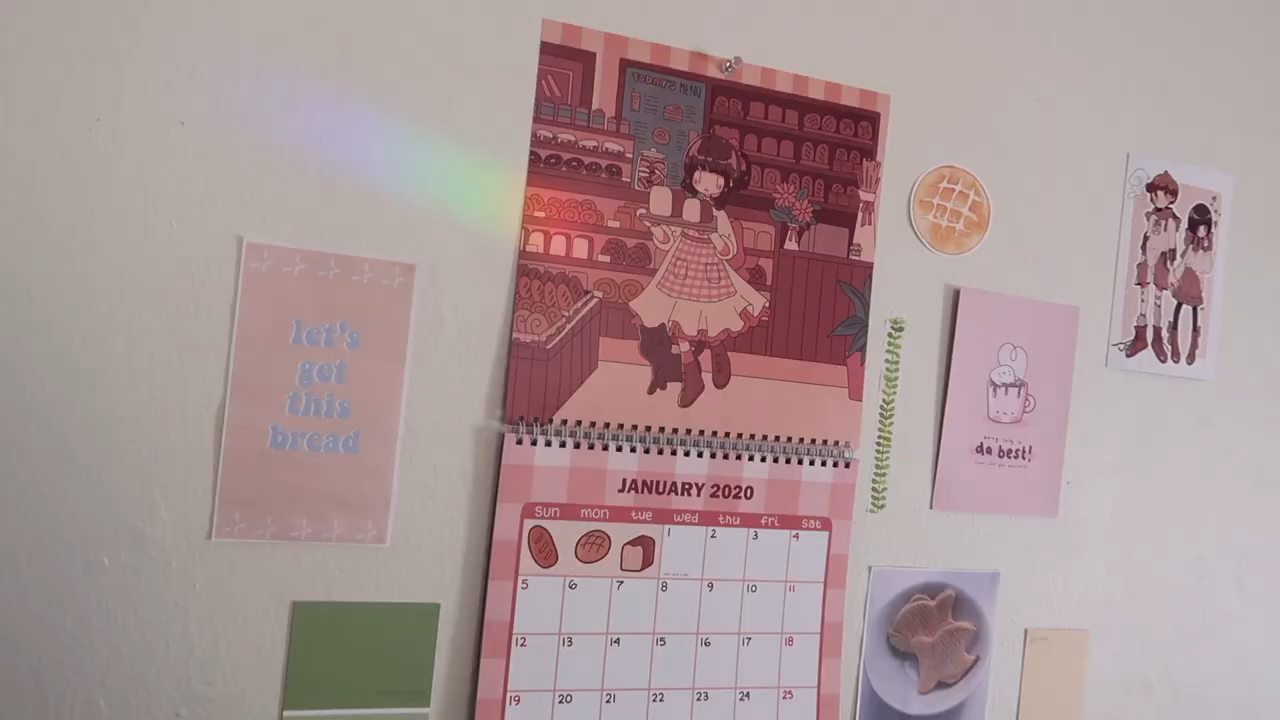 TODAY'S MENU
let's
get
this
bread
da best!
JANUARY 2020
sun mon tue wed thu fri sat
1 2 3 4
5 6 7 8 9 10 11
12 13 14 15 16 17 18
19 20 21 22 23 24 25